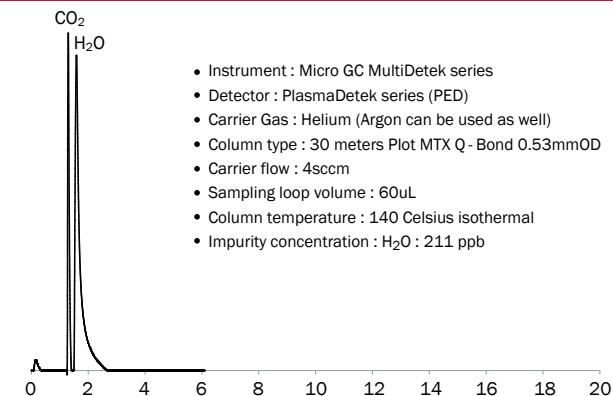 CO₂
H₂O
• Instrument : Micro GC MultiDetek series
• Detector : PlasmaDetek series (PED)
• Carrier Gas : Helium (Argon can be used as well)
• Column type : 30 meters Plot MTX Q - Bond 0.53mmOD
• Carrier flow : 4sccm
• Sampling loop volume : 60uL
• Column temperature : 140 Celsius isothermal
• Impurity concentration : H₂O : 211 ppb
0 2 4 6 8 10 12 14 16 18 20